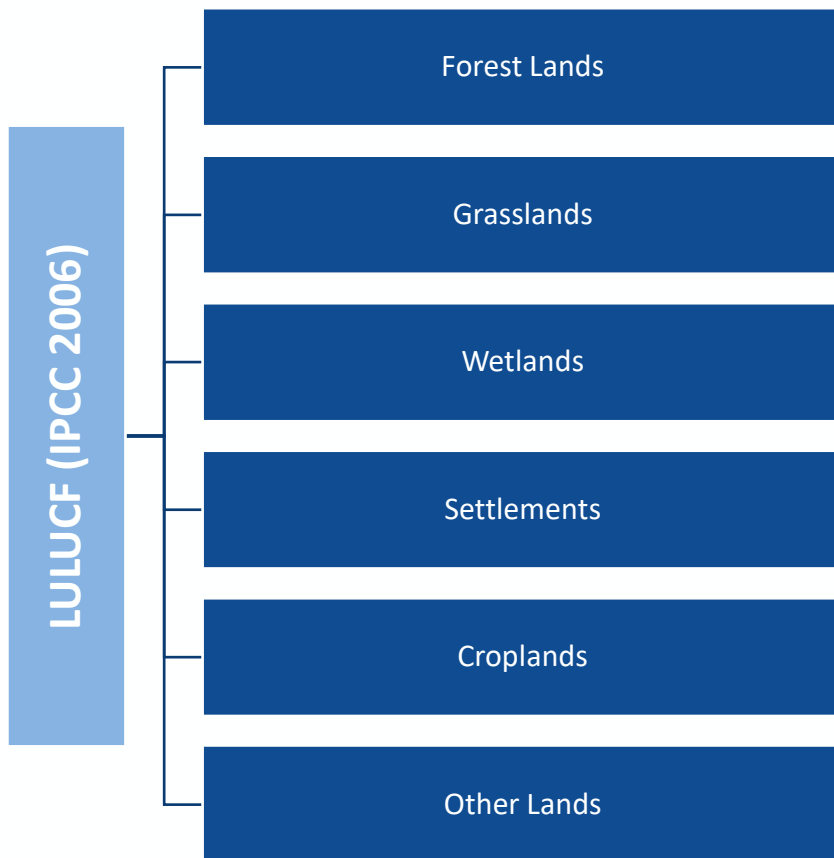 LULUCF (IPCC 2006)
Forest Lands
Grasslands
Wetlands
Settlements
Croplands
Other Lands